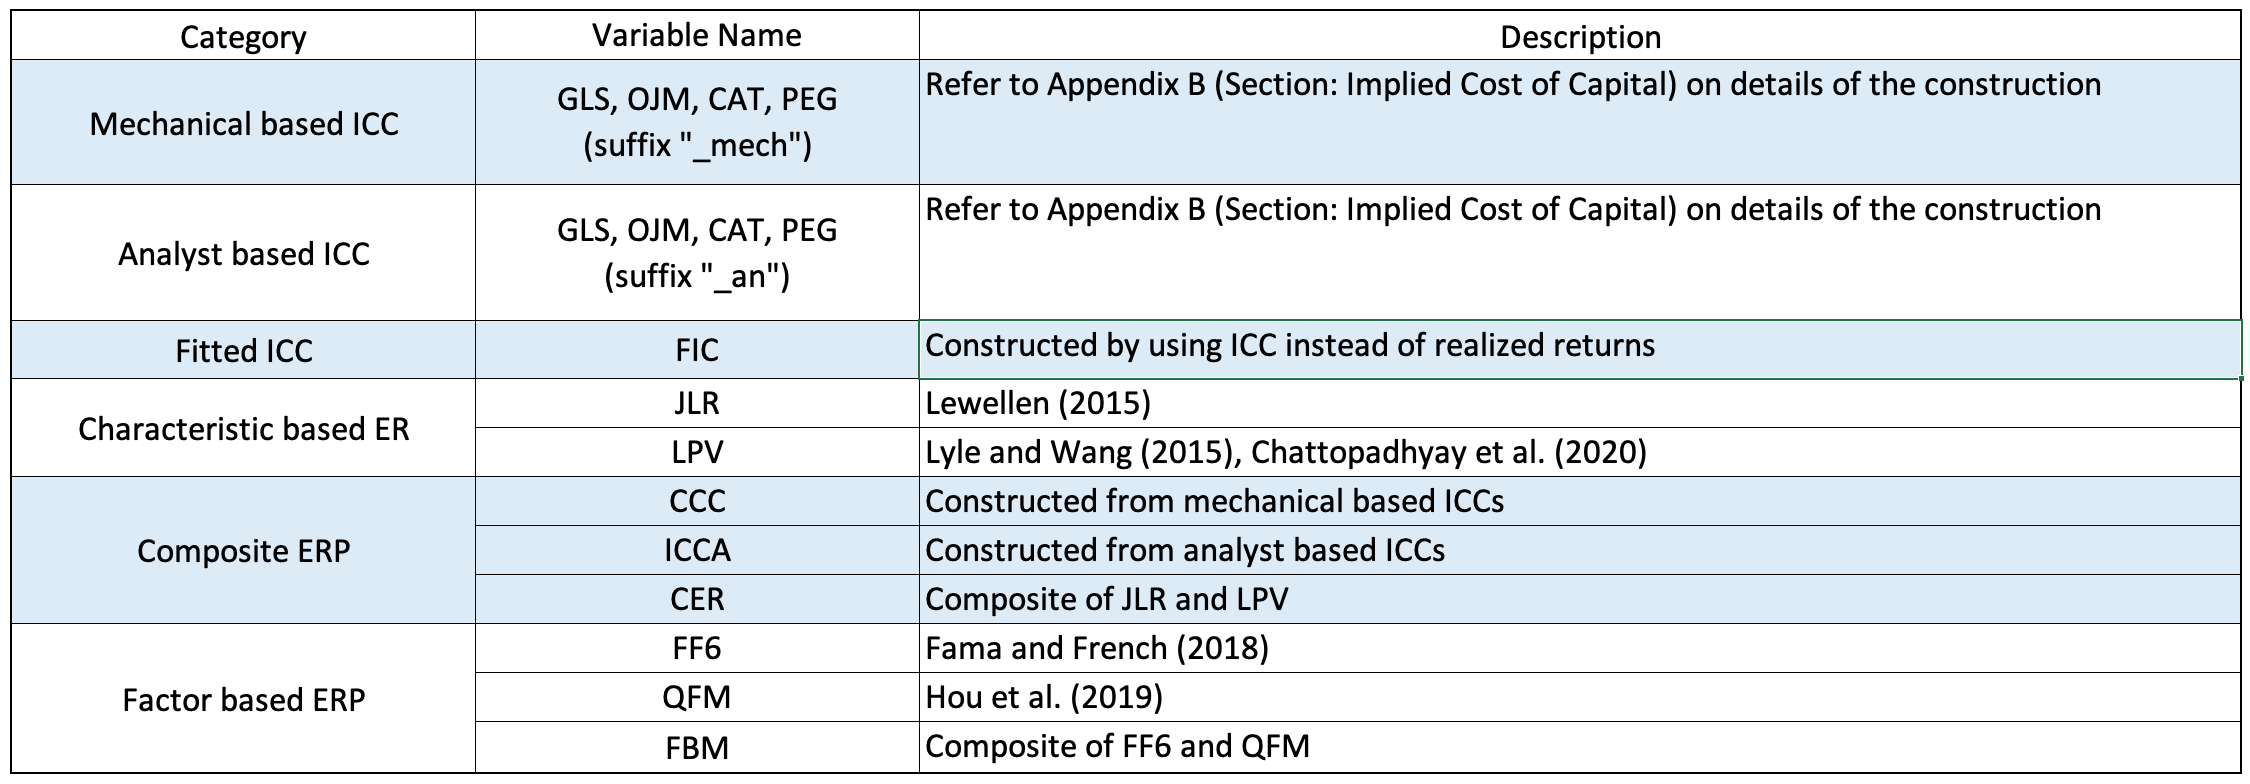 Category Variable Name Description
Mechanical based ICC
GLS, OJM, CAT, PEG
(suffix "_mech")
Refer to Appendix B (Section: Implied Cost of Capital) on details of the construction
Analyst based ICC
GLS, OJM, CAT, PEG
(suffix "_an")
Refer to Appendix B (Section: Implied Cost of Capital) on details of the construction
Fitted ICC FIC Constructed by using ICC instead of realized returns
Characteristic based ER
JLR Lewellen (2015)
LPV Lyle and Wang (2015), Chattopadhyay et al. (2020)
Composite ERP
CCC Constructed from mechanical based ICCs
ICCA Constructed from analyst based ICCs
CER Composite of JLR and LPV
Factor based ERP
FF6 Fama and French (2018)
QFM Hou et al. (2019)
FBM Composite of FF6 and QFM